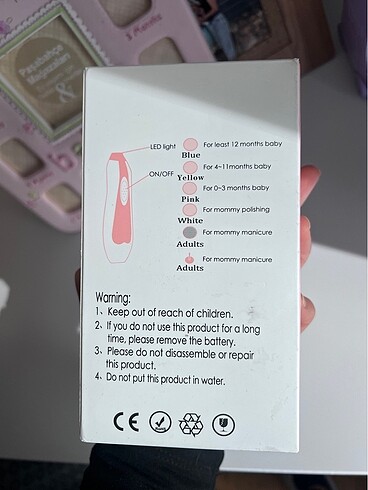 LED light
ON/OFF
For least 12 months baby
Blue
For 4~11months baby
Yellow
For 0~3 months baby
Pink
For mommy polishing
White
For mommy manicure
Adults
For mommy manicure
Adults
Warning:
1、Keep out of reach of children.
2、If you do not use this product for a long
time, please remove the battery.
3、Please do not disassemble or repair
this product.
4、Do not put this product in water.
CE